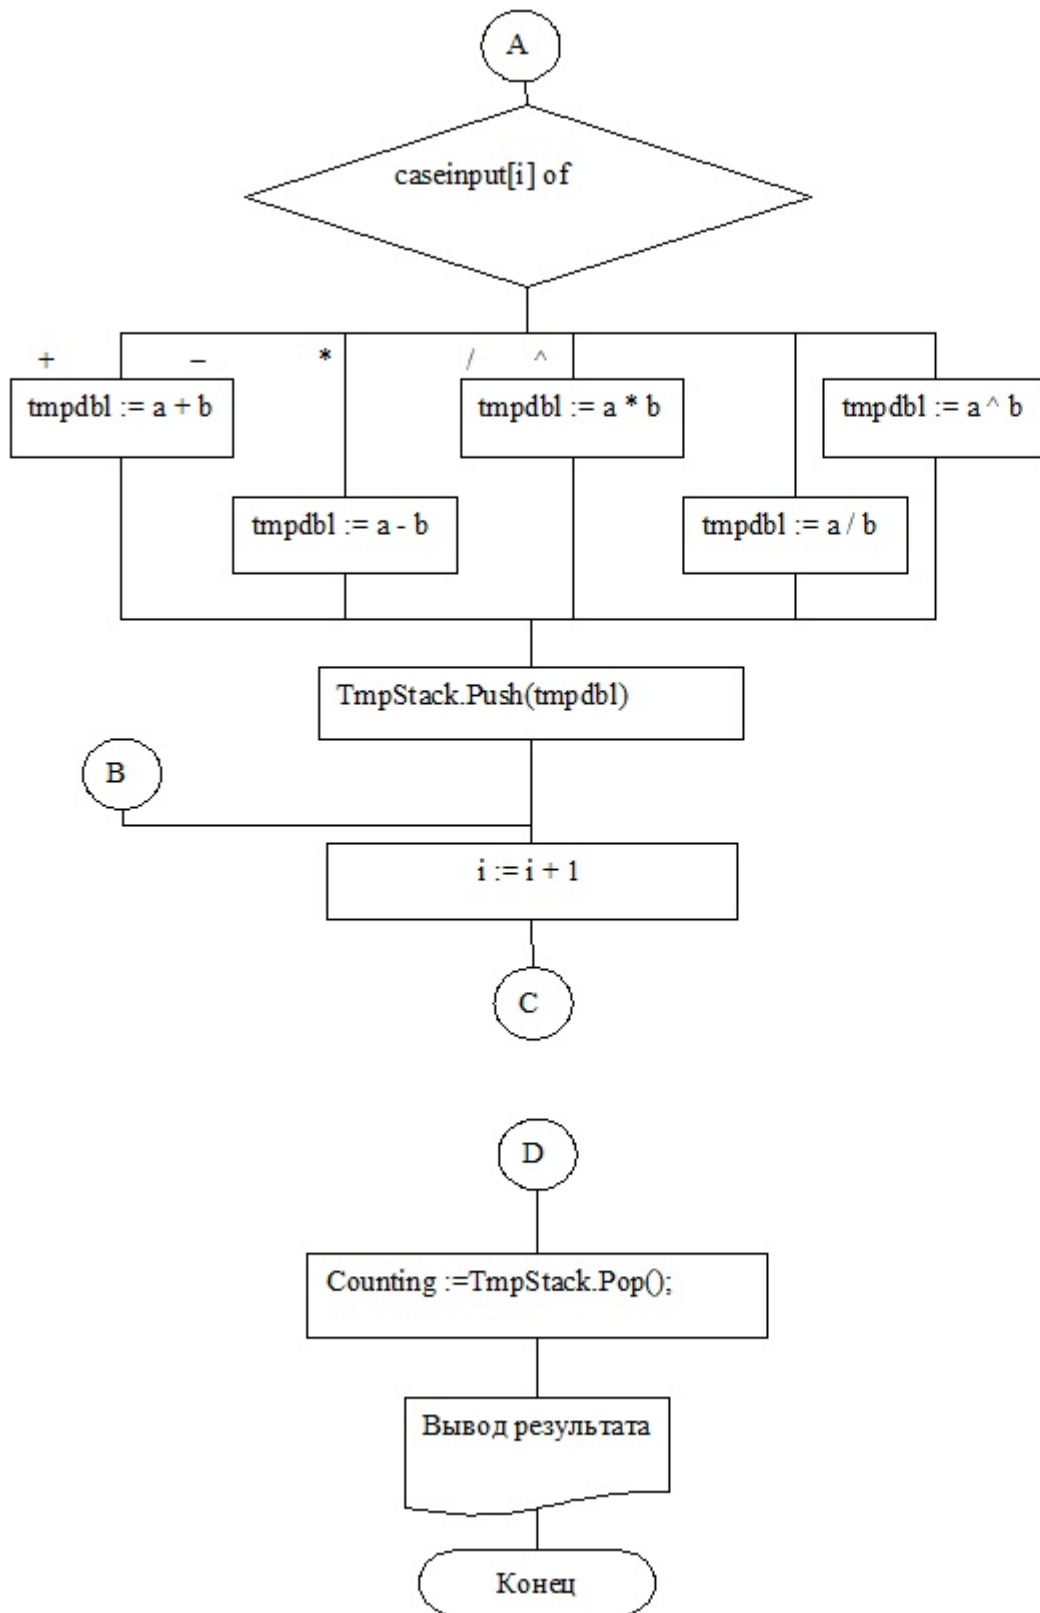 A
caseinput[i] of
+ – * / ^
tmpdbl := a + b
tmpdbl := a * b
tmpdbl := a ^ b
tmpdbl := a - b
tmpdbl := a / b
TmpStack.Push(tmpdbl)
B
i := i + 1
C
D
Counting :=TmpStack.Pop();
Вывод результата
Конец